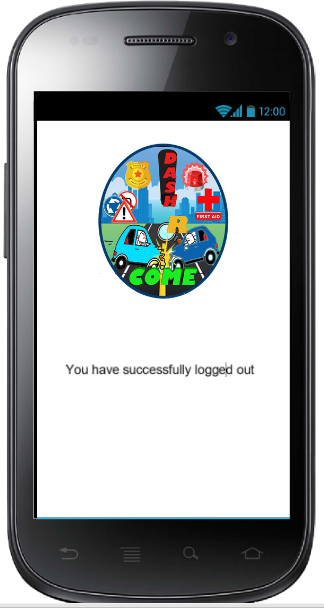 12:00
DASH
FIRST AID
R
COME
You have successfully logged out